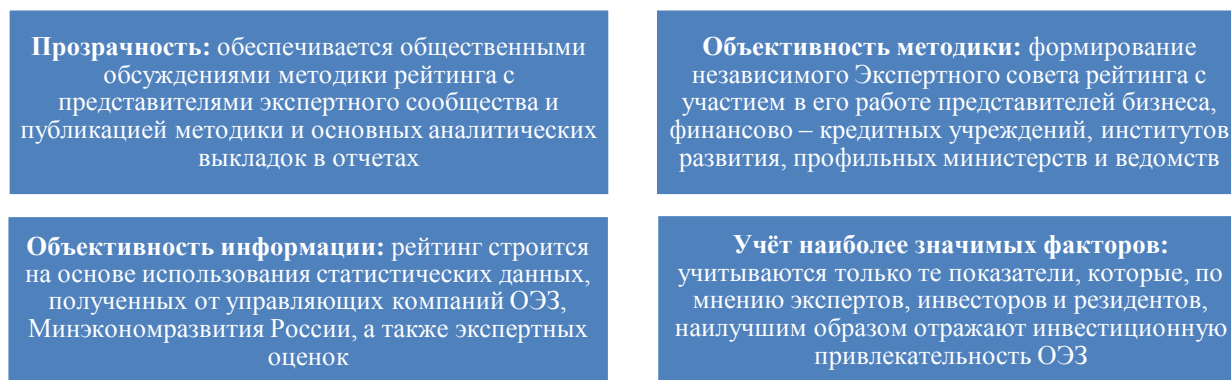 Прозрачность: обеспечивается общественными
обсуждениями методики рейтинга с
представителями экспертного сообщества и
публикацией методики и основных аналитических
выкладок в отчетах
Объективность методики: формирование
независимого Экспертного совета рейтинга с
участием в его работе представителей бизнеса,
финансово – кредитных учреждений, институтов
развития, профильных министерств и ведомств
Объективность информации: рейтинг строится
на основе использования статистических данных,
полученных от управляющих компаний ОЭЗ,
Минэкономразвития России, а также экспертных
оценок
Учёт наиболее значимых факторов:
учитываются только те показатели, которые, по
мнению экспертов, инвесторов и резидентов,
наилучшим образом отражают инвестиционную
привлекательность ОЭЗ